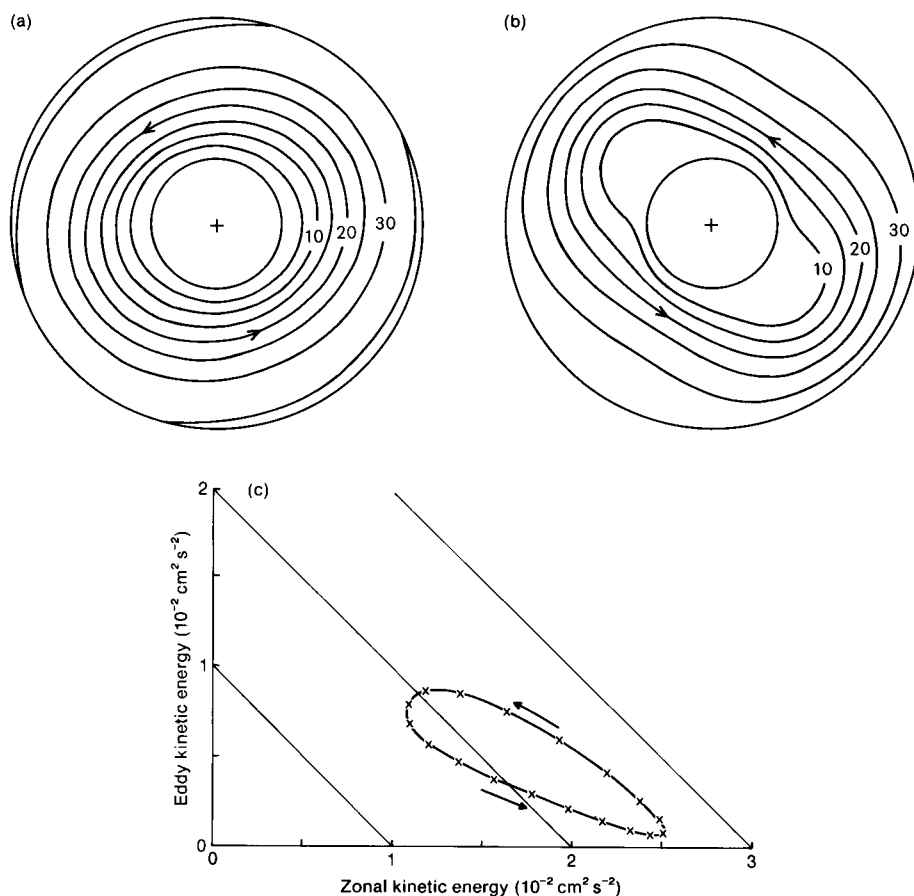 (a)
10 20 30
(b)
10 20 30
(c)
Eddy kinetic energy (10⁻² cm² s⁻²)
2
1
0
0 1 2 3
Zonal kinetic energy (10⁻² cm² s⁻²)